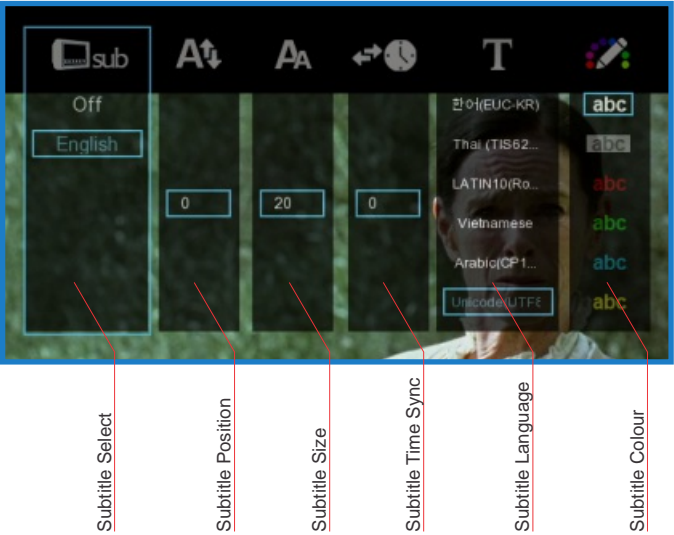 sub
A
AA
T
Off
English
0
20
0
한어(EUC-KR)
Thai (TIS62...
LATIN10(Ro...
Vietnamese
Arabic(CP1...
Unicode(UTF8
abc
abc
abc
abc
abc
abc
Subtitle Select
Subtitle Position
Subtitle Size
Subtitle Time Sync
Subtitle Language
Subtitle Colour